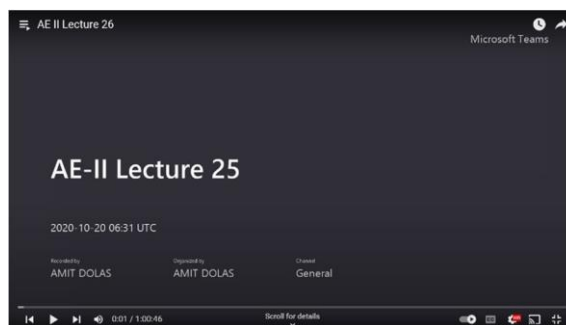 AE II Lecture 26
Microsoft Teams
AE-II Lecture 25
2020-10-20 06:31 UTC
Recorded by Organized by Channel
AMIT DOLAS AMIT DOLAS General
0:01 / 1:00:46 Scroll for details